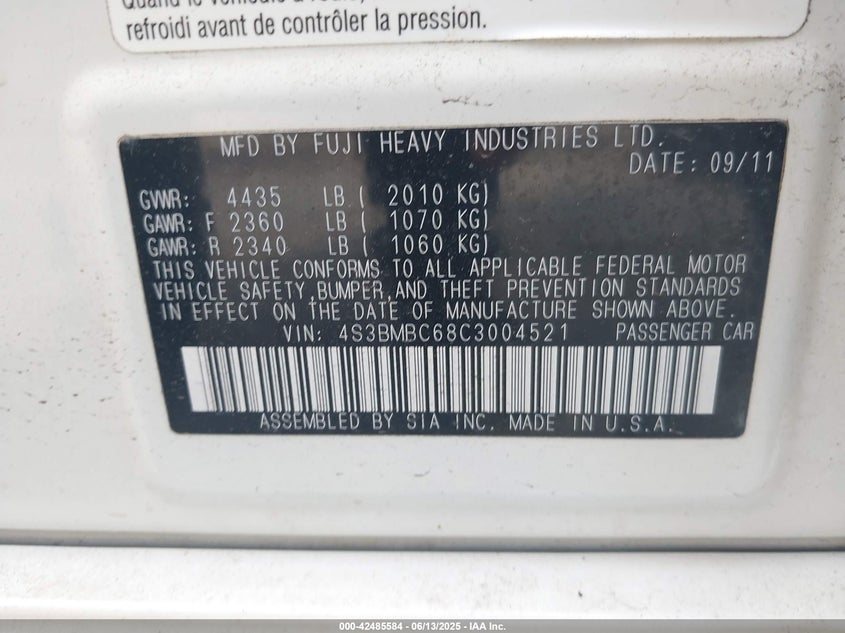 refroidi avant de contrôler la pression.
MFD BY FUJI HEAVY INDUSTRIES LTD.
DATE: 09/11
GVWR: 4435 LB ( 2010 KG)
GAWR: F 2360 LB ( 1070 KG)
GAWR: R 2340 LB ( 1060 KG)
THIS VEHICLE CONFORMS TO ALL APPLICABLE FEDERAL MOTOR
VEHICLE SAFETY,BUMPER,AND THEFT PREVENTION STANDARDS
IN EFFECT ON THE DATE OF MANUFACTURE SHOWN ABOVE.
VIN: 4S3BMBC68C3004521 PASSENGER CAR
ASSEMBLED BY SIA INC. MADE IN U.S.A.
000-42485584 - 06/13/2025 - IAA Inc.